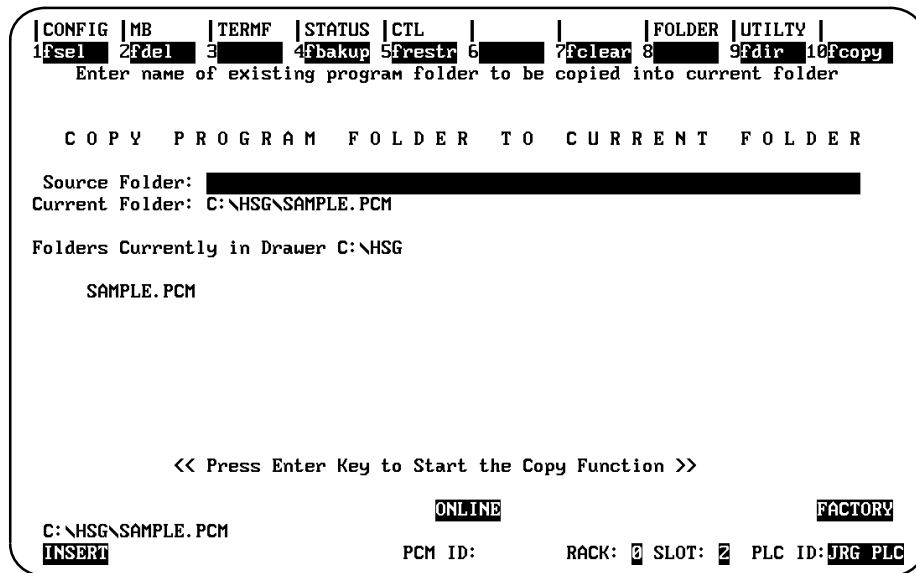 |CONFIG |MB |TERMF |STATUS |CTL | | |FOLDER |UTILTY |
1fsel 2fdel 3 4fbakup 5frestr 6 7fclear 8 9fdir 10fcopy
Enter name of existing program folder to be copied into current folder
C O P Y P R O G R A M F O L D E R T O C U R R E N T F O L D E R
Source Folder:
Current Folder: C:\HSG\SAMPLE.PCM
Folders Currently in Drawer C:\HSG
SAMPLE.PCM
<< Press Enter Key to Start the Copy Function >>
ONLINE FACTORY
C:\HSG\SAMPLE.PCM
INSERT PCM ID: RACK: 0 SLOT: 2 PLC ID: JRG PLC